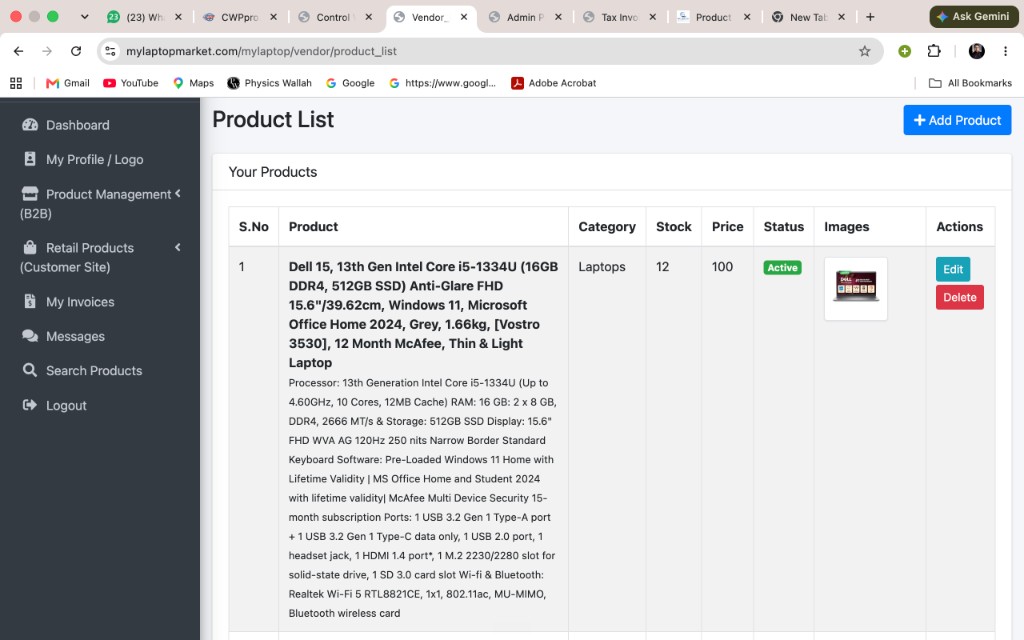 23
(23) Wh
CWPpro
Control
Vendor_
Admin P
Tax Invo
Product
New Tab
Ask Gemini
mylaptopmarket.com/mylaptop/vendor/product_list
Gmail
YouTube
Maps
Physics Wallah
Google
https://www.googl...
Adobe Acrobat
All Bookmarks
Dashboard
My Profile / Logo
Product Management
(B2B)
Retail Products
(Customer Site)
My Invoices
Messages
Search Products
Logout
Product List
+ Add Product
Your Products
S.No Product Category Stock Price Status Images Actions
1
Dell 15, 13th Gen Intel Core i5-1334U (16GB
DDR4, 512GB SSD) Anti-Glare FHD
15.6"/39.62cm, Windows 11, Microsoft
Office Home 2024, Grey, 1.66kg, [Vostro
3530], 12 Month McAfee, Thin & Light
Laptop
Processor: 13th Generation Intel Core i5-1334U (Up to
4.60GHz, 10 Cores, 12MB Cache) RAM: 16 GB: 2 x 8 GB,
DDR4, 2666 MT/s & Storage: 512GB SSD Display: 15.6"
FHD WVA AG 120Hz 250 nits Narrow Border Standard
Keyboard Software: Pre-Loaded Windows 11 Home with
Lifetime Validity | MS Office Home and Student 2024
with lifetime validity| McAfee Multi Device Security 15-
month subscription Ports: 1 USB 3.2 Gen 1 Type-A port
+ 1 USB 3.2 Gen 1 Type-C data only, 1 USB 2.0 port, 1
headset jack, 1 HDMI 1.4 port*, 1 M.2 2230/2280 slot for
solid-state drive, 1 SD 3.0 card slot Wi-fi & Bluetooth:
Realtek Wi-Fi 5 RTL8821CE, 1x1, 802.11ac, MU-MIMO,
Bluetooth wireless card
Laptops
12
100
Active
DELL
Edit
Delete